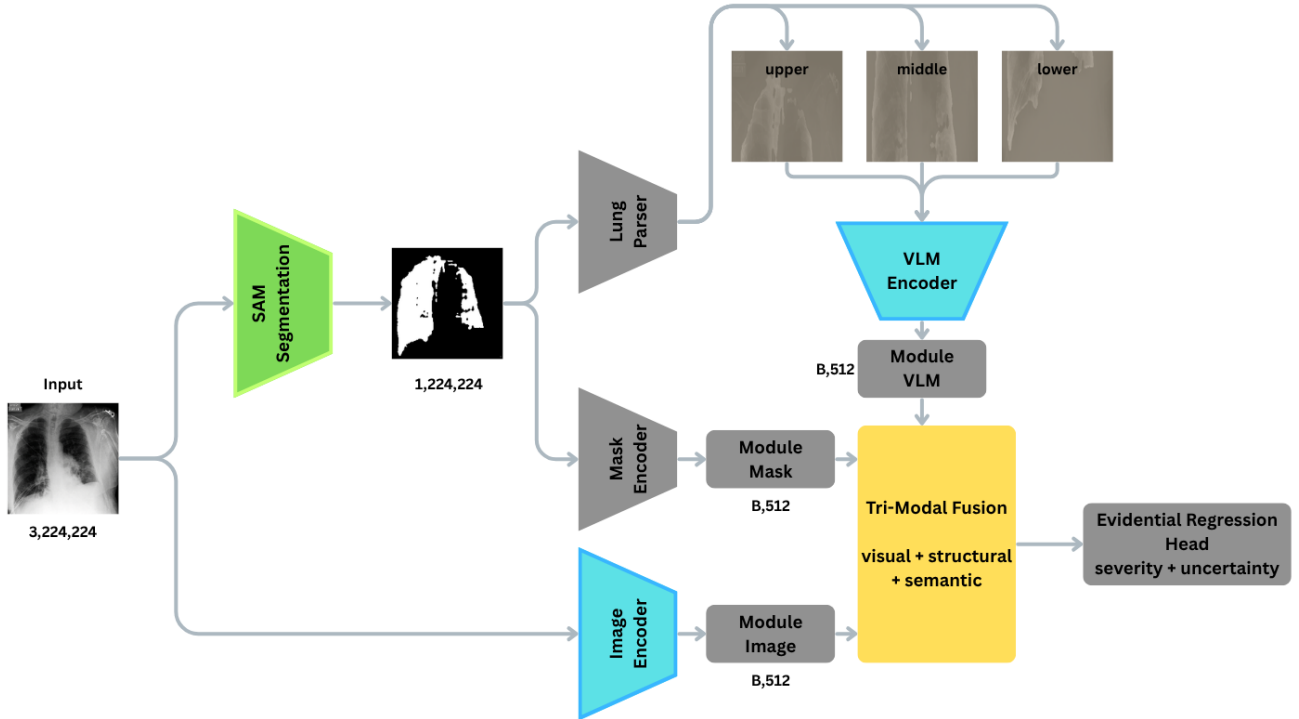 upper
middle
lower
Lung
Parser
SAM
Segmentation
VLM
Encoder
1,224,224
Input
B,512
Module
VLM
3,224,224
Mask
Encoder
Module
Mask
B,512
Tri-Modal Fusion
visual + structural
+ semantic
Evidential Regression
Head
severity + uncertainty
Image
Encoder
Module
Image
B,512